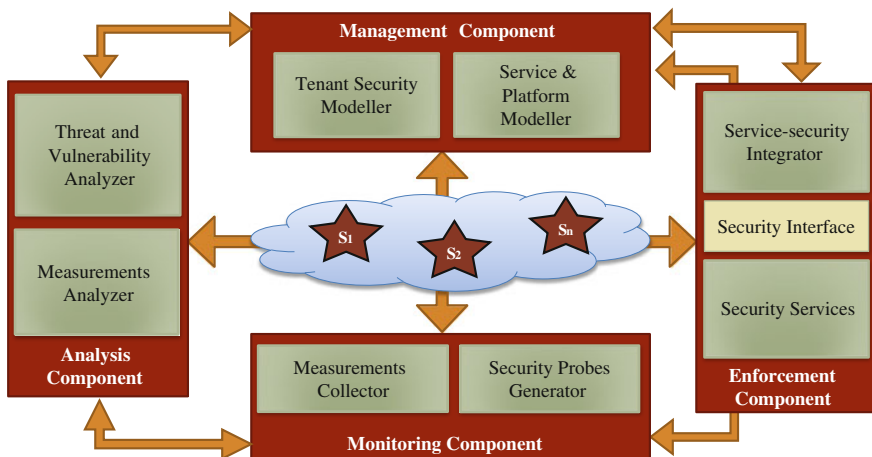 Management Component
Tenant Security
Modeller
Service &
Platform
Modeller
Threat and
Vulnerability
Analyzer
Measurements
Analyzer
Analysis
Component
S1
S2
Sn
Service-security
Integrator
Security Interface
Security Services
Enforcement
Component
Measurements
Collector
Security Probes
Generator
Monitoring Component